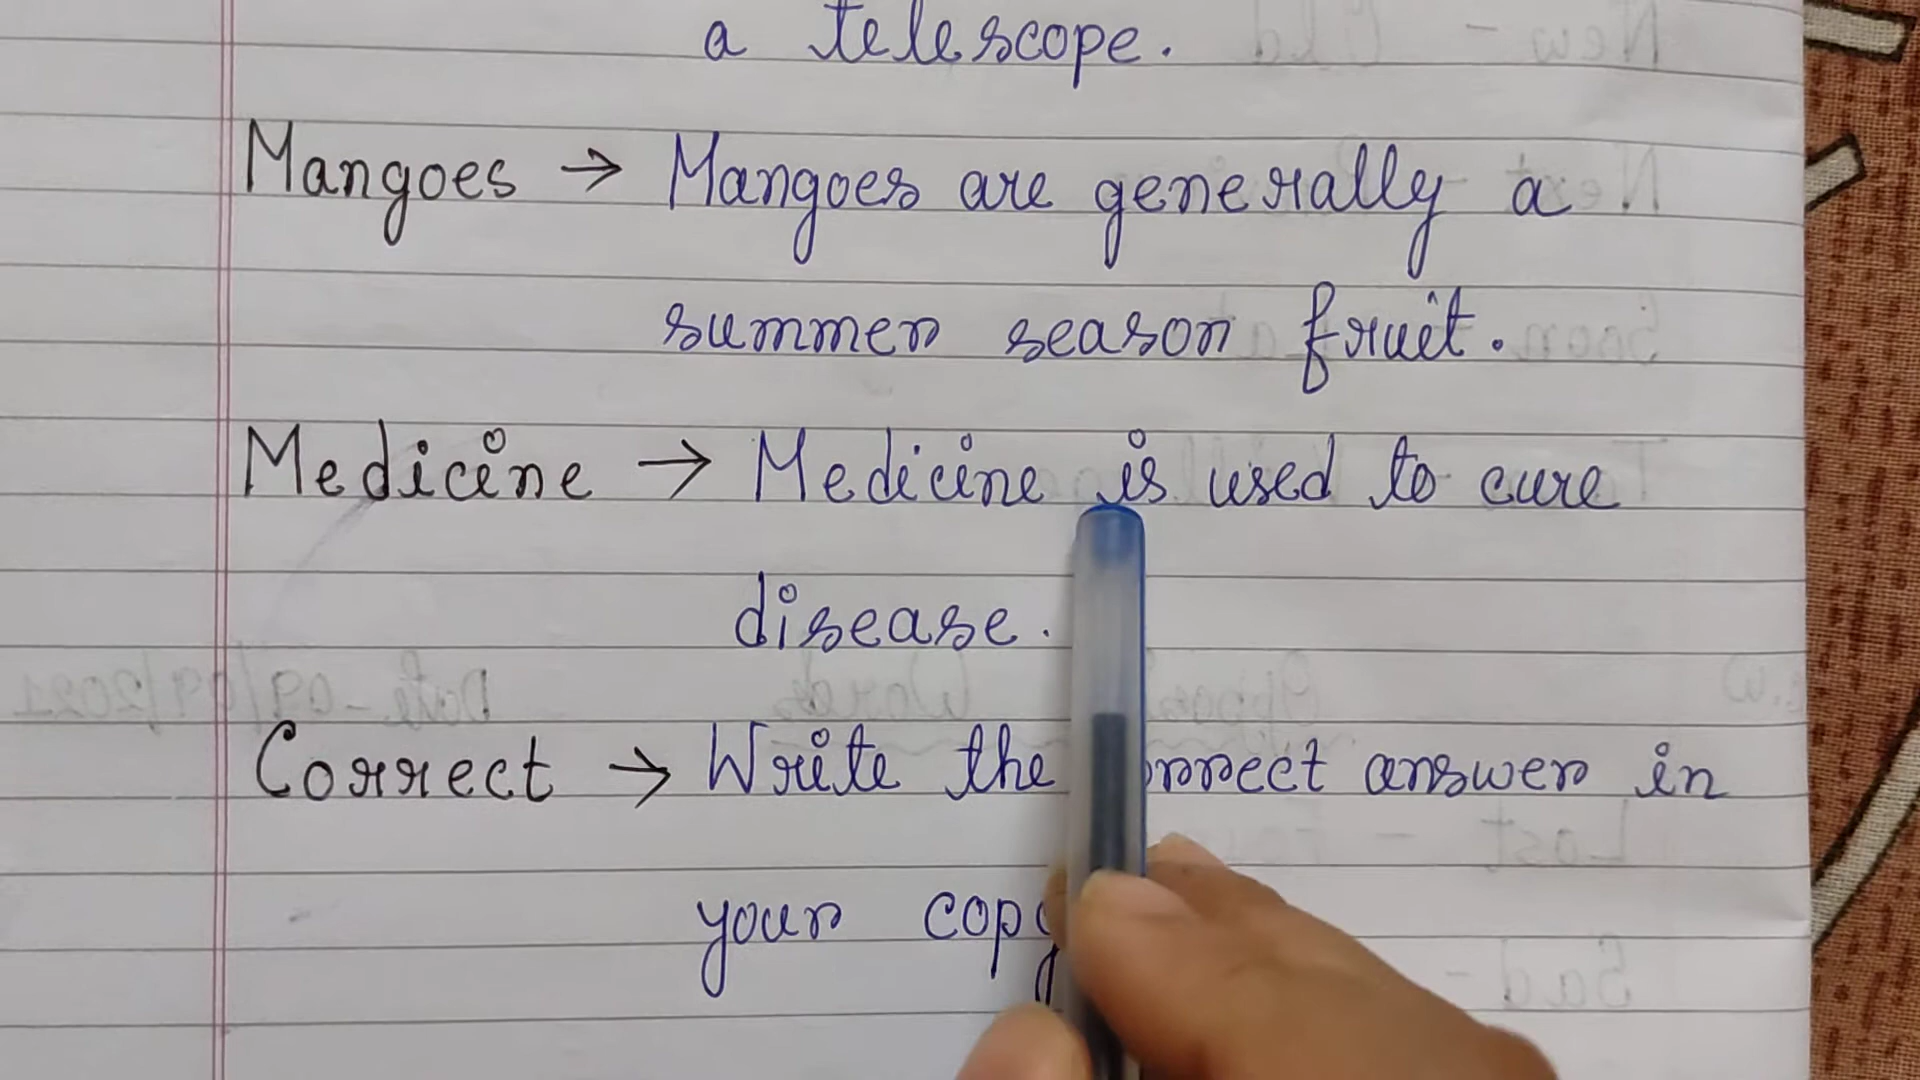 a telescope.
Mangoes → Mangoes are generally a
summer season fruit.
Medicine → Medicine is used to cure
disease.
Correct → Write the correct answer in
your copy